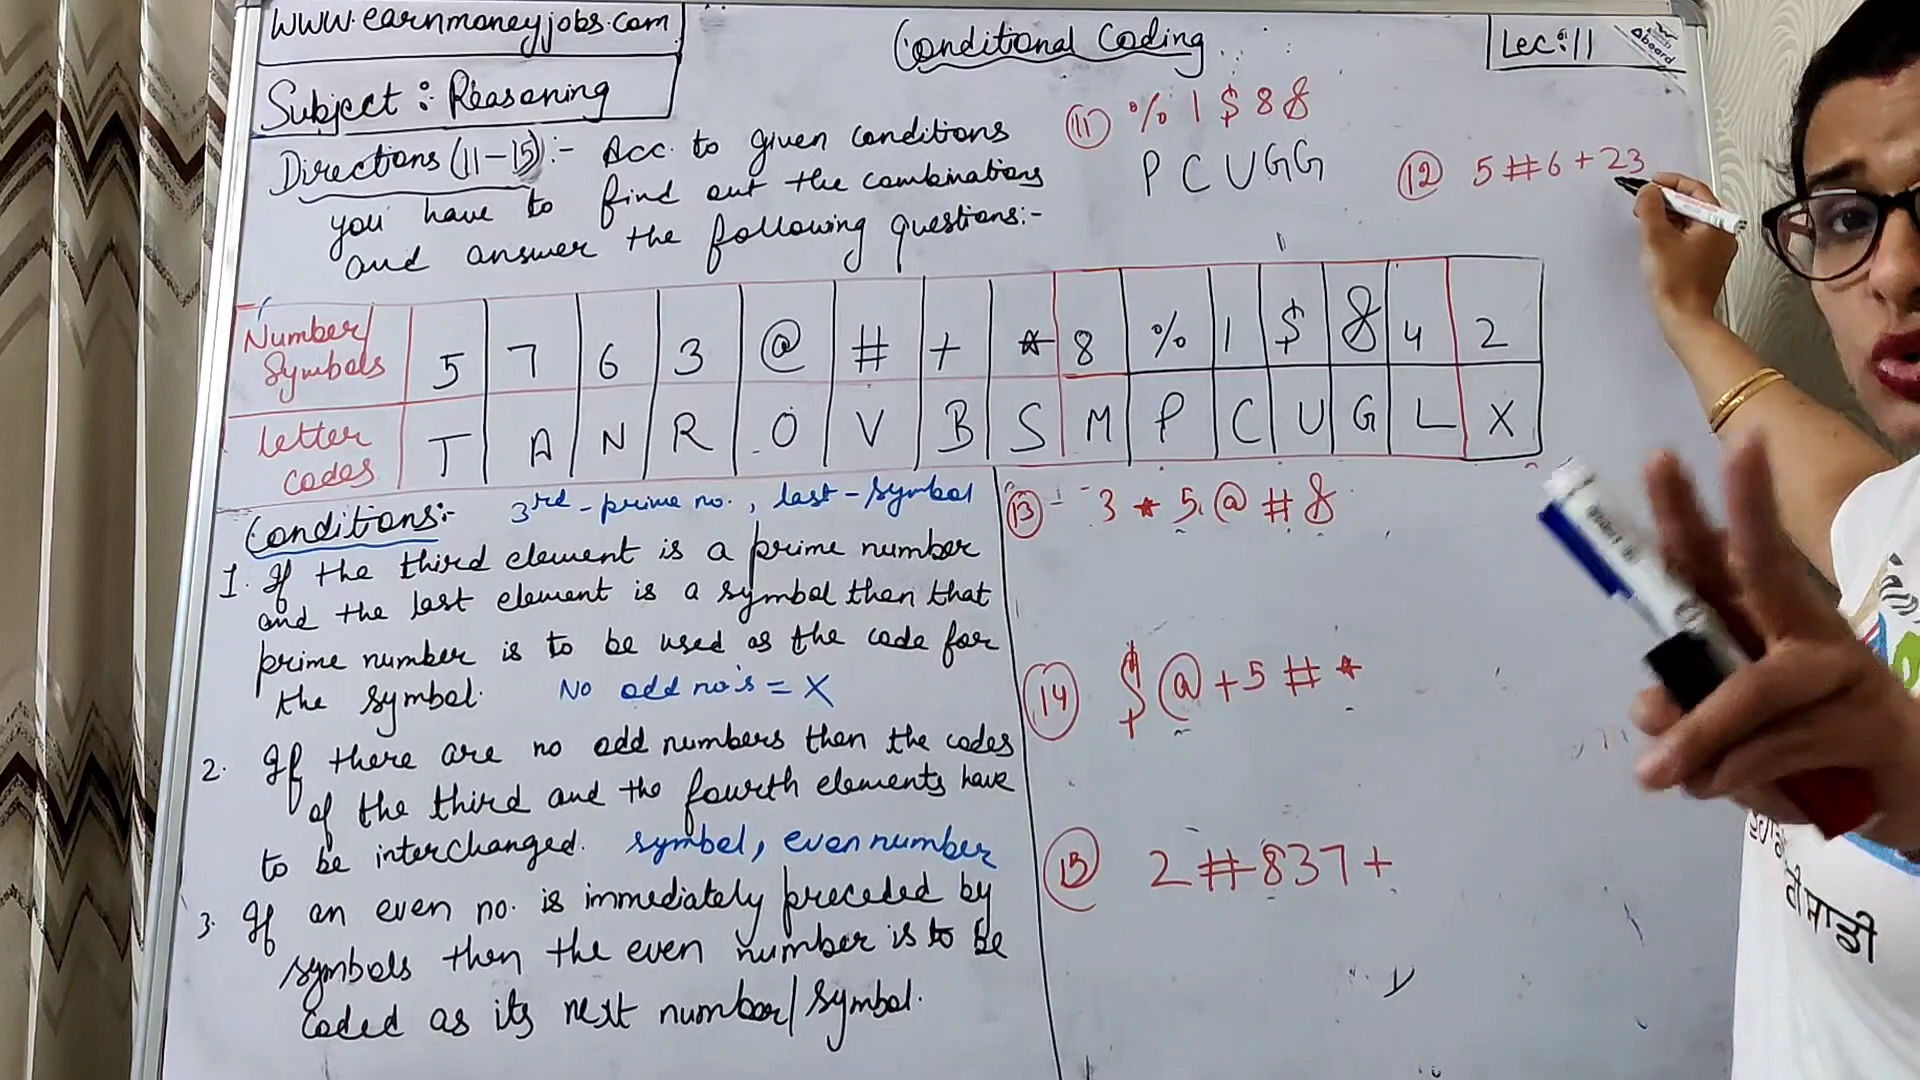 www.earnmoneyjobs.com
Conditional Coding
Lec:11
Aboard
Subject: Reasoning
Directions (11-15):- Acc. to given conditions
you have to find out the combinations
and answer the following questions:-
(11) % 1 $ 8 &
P C U G G
(12) 5 # 6 + 2 3
Number/Symbols 5 7 6 3 @ # + * 8 % 1 $ & 4 2
Letter codes T A N R O V B S M P C U G L X
Conditions:- 3rd-prime no., last-symbol
1. If the third element is a prime number
and the last element is a symbol then that
prime number is to be used as the code for
the symbol. No odd no's = X
2. If there are no odd numbers then the codes
of the third and the fourth elements have
to be interchanged. symbol, even number
3. If an even no. is immediately preceded by
symbols then the even number is to be
coded as its next number/symbol.
(13) 3 * 5 @ # &
(14) $ @ + 5 # *
(15) 2 # 8 3 7 +